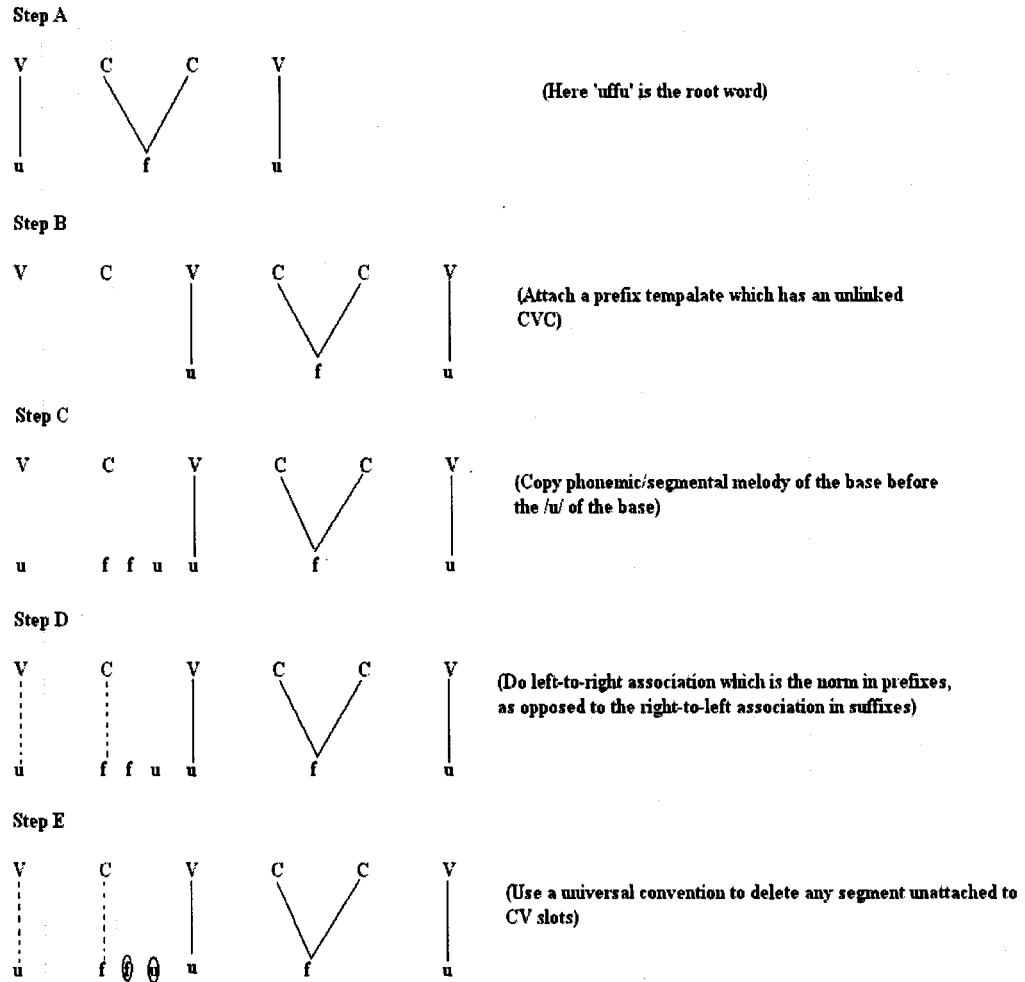 Step A
V C C V
(Here 'uffu' is the root word)
u f u
Step B
V C V C C V
(Attach a prefix tempalate which has an unlinked
CVC)
u f u
Step C
V C V C C V
(Copy phonemic/segmental melody of the base before
the /u/ of the base)
u f f u u f u
Step D
V C V C C V
(Do left-to-right association which is the norm in prefixes,
as opposed to the right-to-left association in suffixes)
u f f u u f u
Step E
V C V C C V
(Use a universal convention to delete any segment unattached to
CV slots)
u f f u u f u